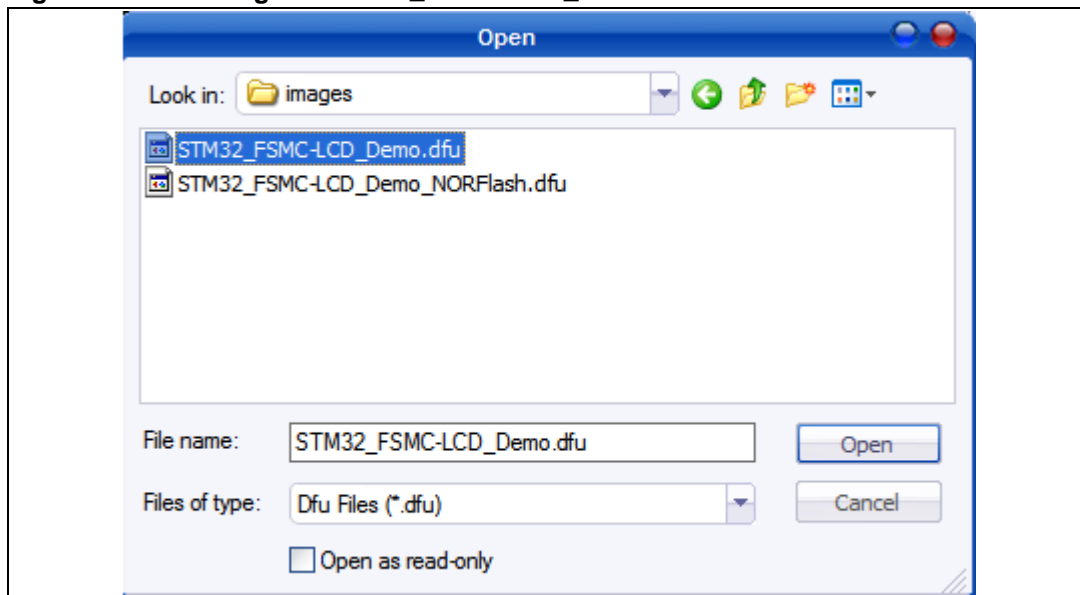 Open
Look in: images
STM32_FSMC-LCD_Demo.dfu
STM32_FSMC-LCD_Demo_NORFlash.dfu
File name: STM32_FSMC-LCD_Demo.dfu Open
Files of type: Dfu Files (*.dfu) Cancel
Open as read-only